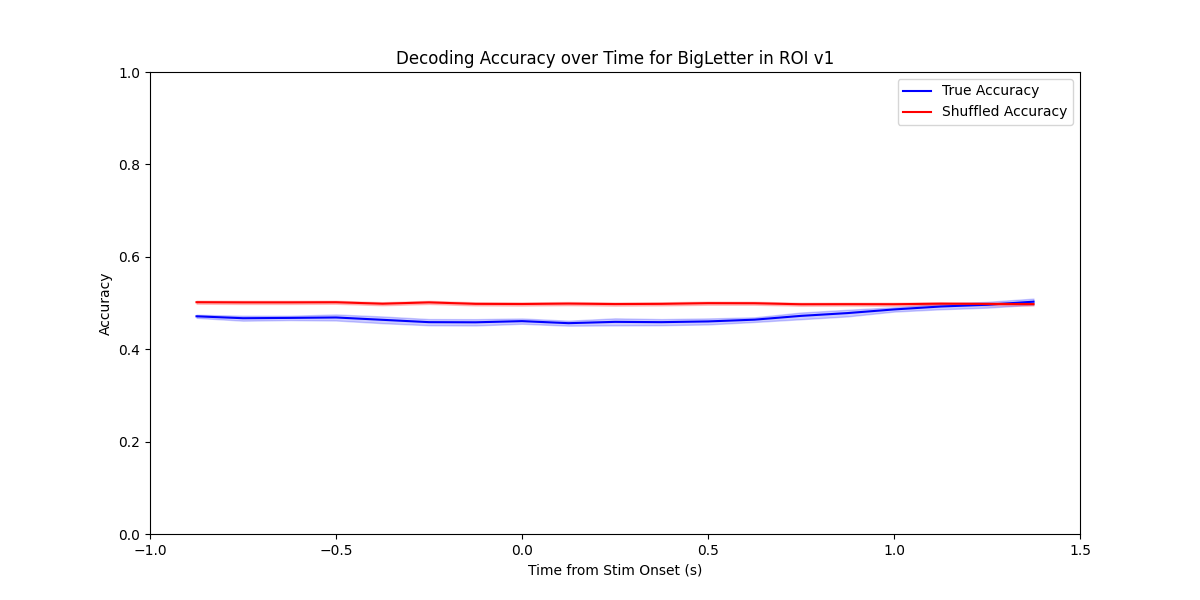 Decoding Accuracy over Time for BigLetter in ROI v1
True Accuracy
Shuffled Accuracy
Accuracy
1.0
0.8
0.6
0.4
0.2
0.0
−1.0
−0.5
0.0
0.5
1.0
1.5
Time from Stim Onset (s)